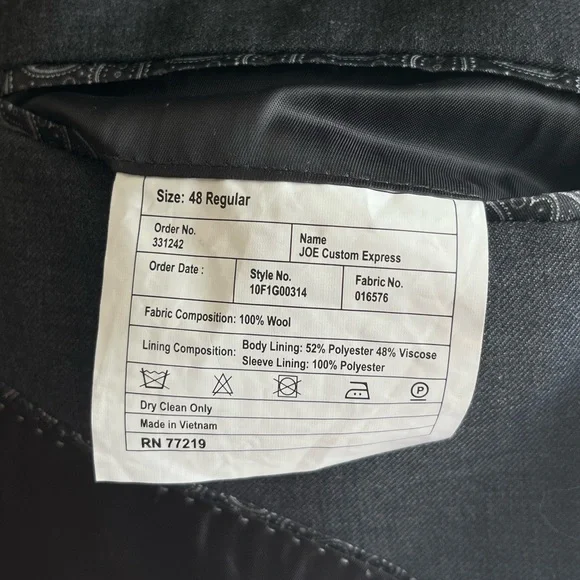 Size: 48 Regular
Order No.
331242
Name
JOE Custom Express
Order Date :
Style No.
10F1G00314
Fabric No.
016576
Fabric Composition: 100% Wool
Lining Composition: Body Lining: 52% Polyester 48% Viscose
Sleeve Lining: 100% Polyester
P
Dry Clean Only
Made in Vietnam
RN 77219